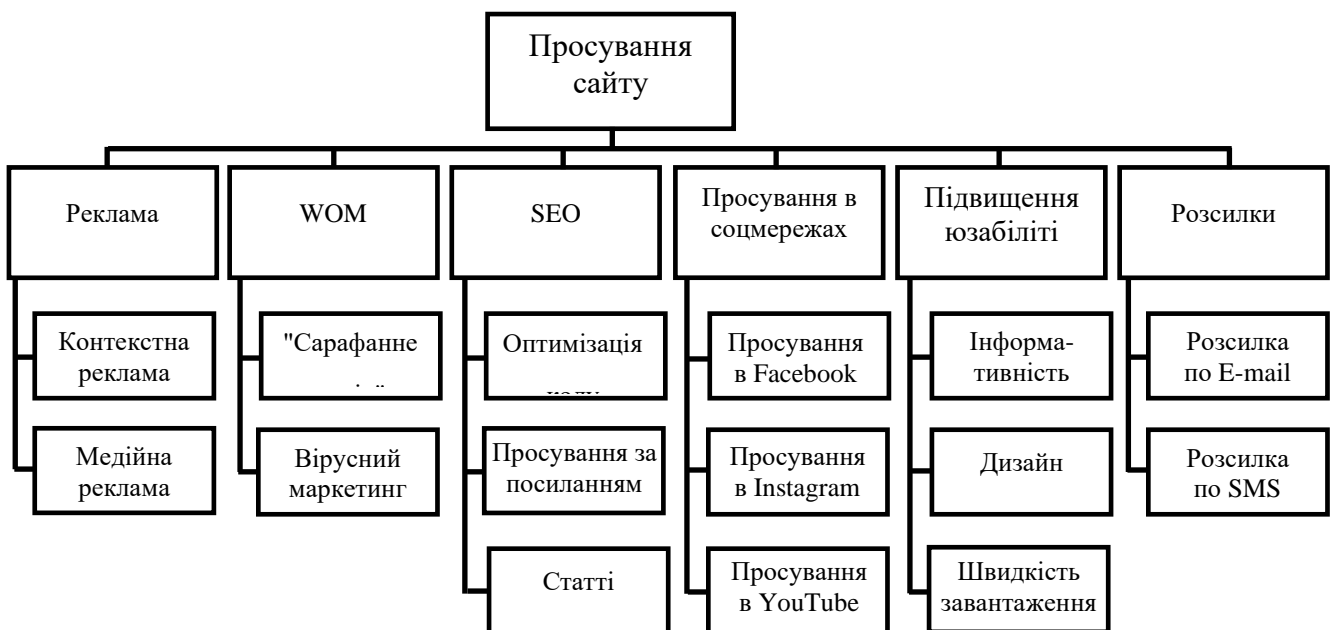 Просування
сайту
Реклама
WOM
SEO
Просування в
соцмережах
Підвищення
юзабіліті
Розсилки
Контекстна
реклама
"Сарафанне
Оптимізація
Просування
в Facebook
Інформа-
тивність
Розсилка
по E-mail
Медійна
реклама
Вірусний
маркетинг
Просування за
посиланням
Просування
в Instagram
Дизайн
Розсилка
по SMS
Статті
Просування
в YouTube
Швидкість
завантаження